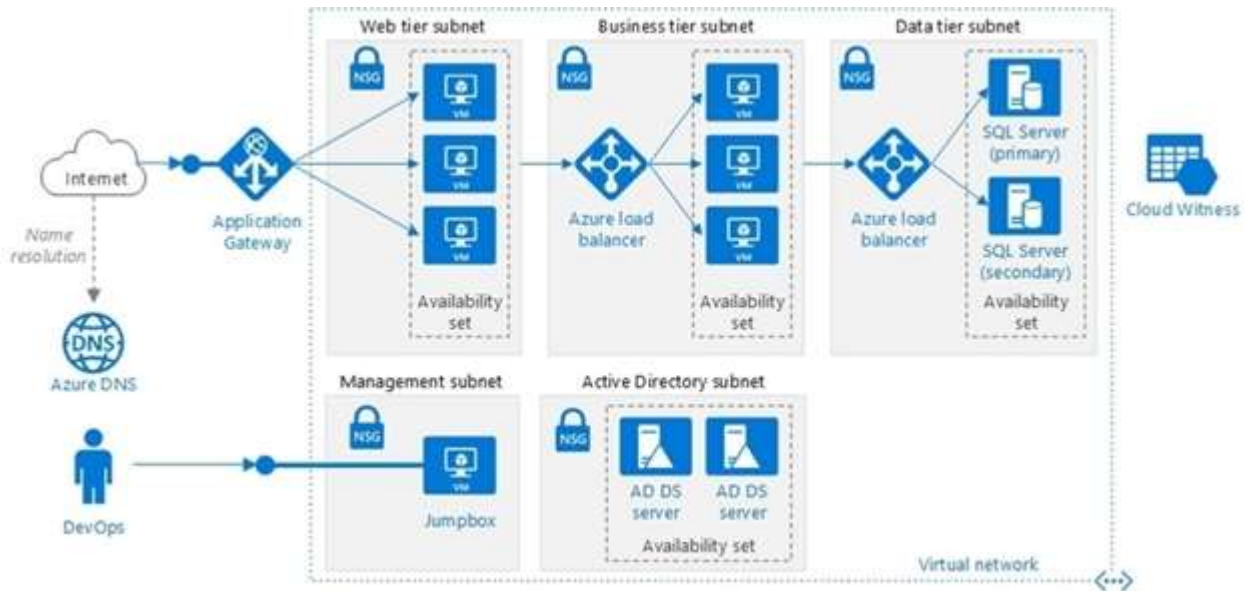 Web tier subnet
Business tier subnet
Data tier subnet
NSG
NSG
NSG
VM
VM
VM
Availability
set
VM
VM
VM
Availability
set
SQL Server
(primary)
SQL Server
(secondary)
Availability
set
Internet
Application
Gateway
Azure load
balancer
Azure load
balancer
Cloud Witness
Name
resolution
DNS
Azure DNS
Management subnet
Active Directory subnet
NSG
NSG
VM
Jumpbox
AD DS
server
AD DS
server
Availability set
DevOps
Virtual network